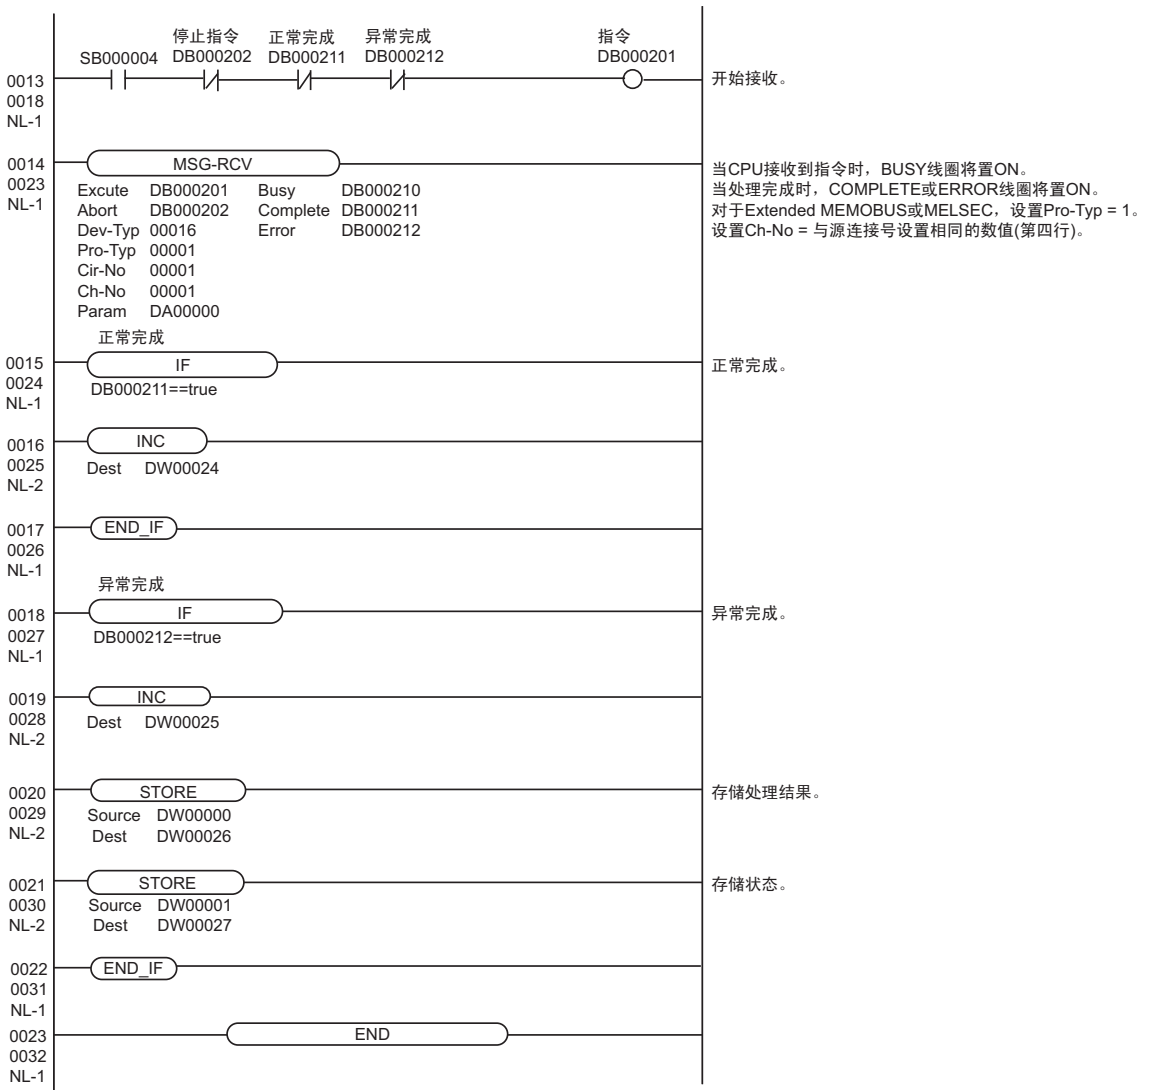 停止指令 正常完成 异常完成 指令
SB000004 DB000202 DB000211 DB000212 DB000201
0013
0018
NL-1
开始接收。
0014
0023
NL-1
MSG-RCV
Excute DB000201 Busy DB000210
Abort DB000202 Complete DB000211
Dev-Typ 00016 Error DB000212
Pro-Typ 00001
Cir-No 00001
Ch-No 00001
Param DA00000
当CPU接收到指令时，BUSY线圈将置ON。
当处理完成时，COMPLETE或ERROR线圈将置ON。
对于Extended MEMOBUS或MELSEC，设置Pro-Typ = 1。
设置Ch-No = 与源连接号设置相同的数值(第四行)。
正常完成
0015
0024
NL-1
IF
DB000211==true
正常完成。
0016
0025
NL-2
INC
Dest DW00024
0017
0026
NL-1
END_IF
异常完成
0018
0027
NL-1
IF
DB000212==true
异常完成。
0019
0028
NL-2
INC
Dest DW00025
0020
0029
NL-2
STORE
Source DW00000
Dest DW00026
存储处理结果。
0021
0030
NL-2
STORE
Source DW00001
Dest DW00027
存储状态。
0022
0031
NL-1
END_IF
0023
0032
NL-1
END